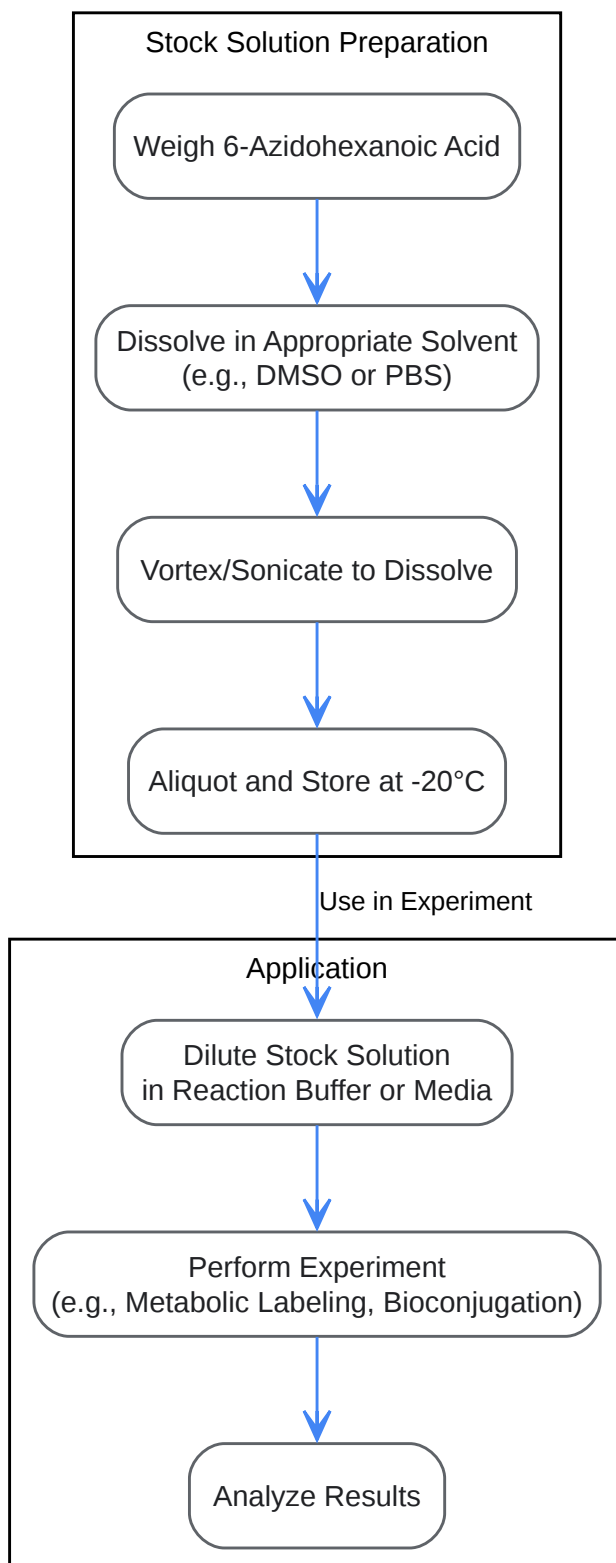 Stock Solution Preparation
Weigh 6-Azidohexanoic Acid
Dissolve in Appropriate Solvent
(e.g., DMSO or PBS)
Vortex/Sonicate to Dissolve
Aliquot and Store at -20°C
Use in Experiment
Application
Dilute Stock Solution
in Reaction Buffer or Media
Perform Experiment
(e.g., Metabolic Labeling, Bioconjugation)
Analyze Results